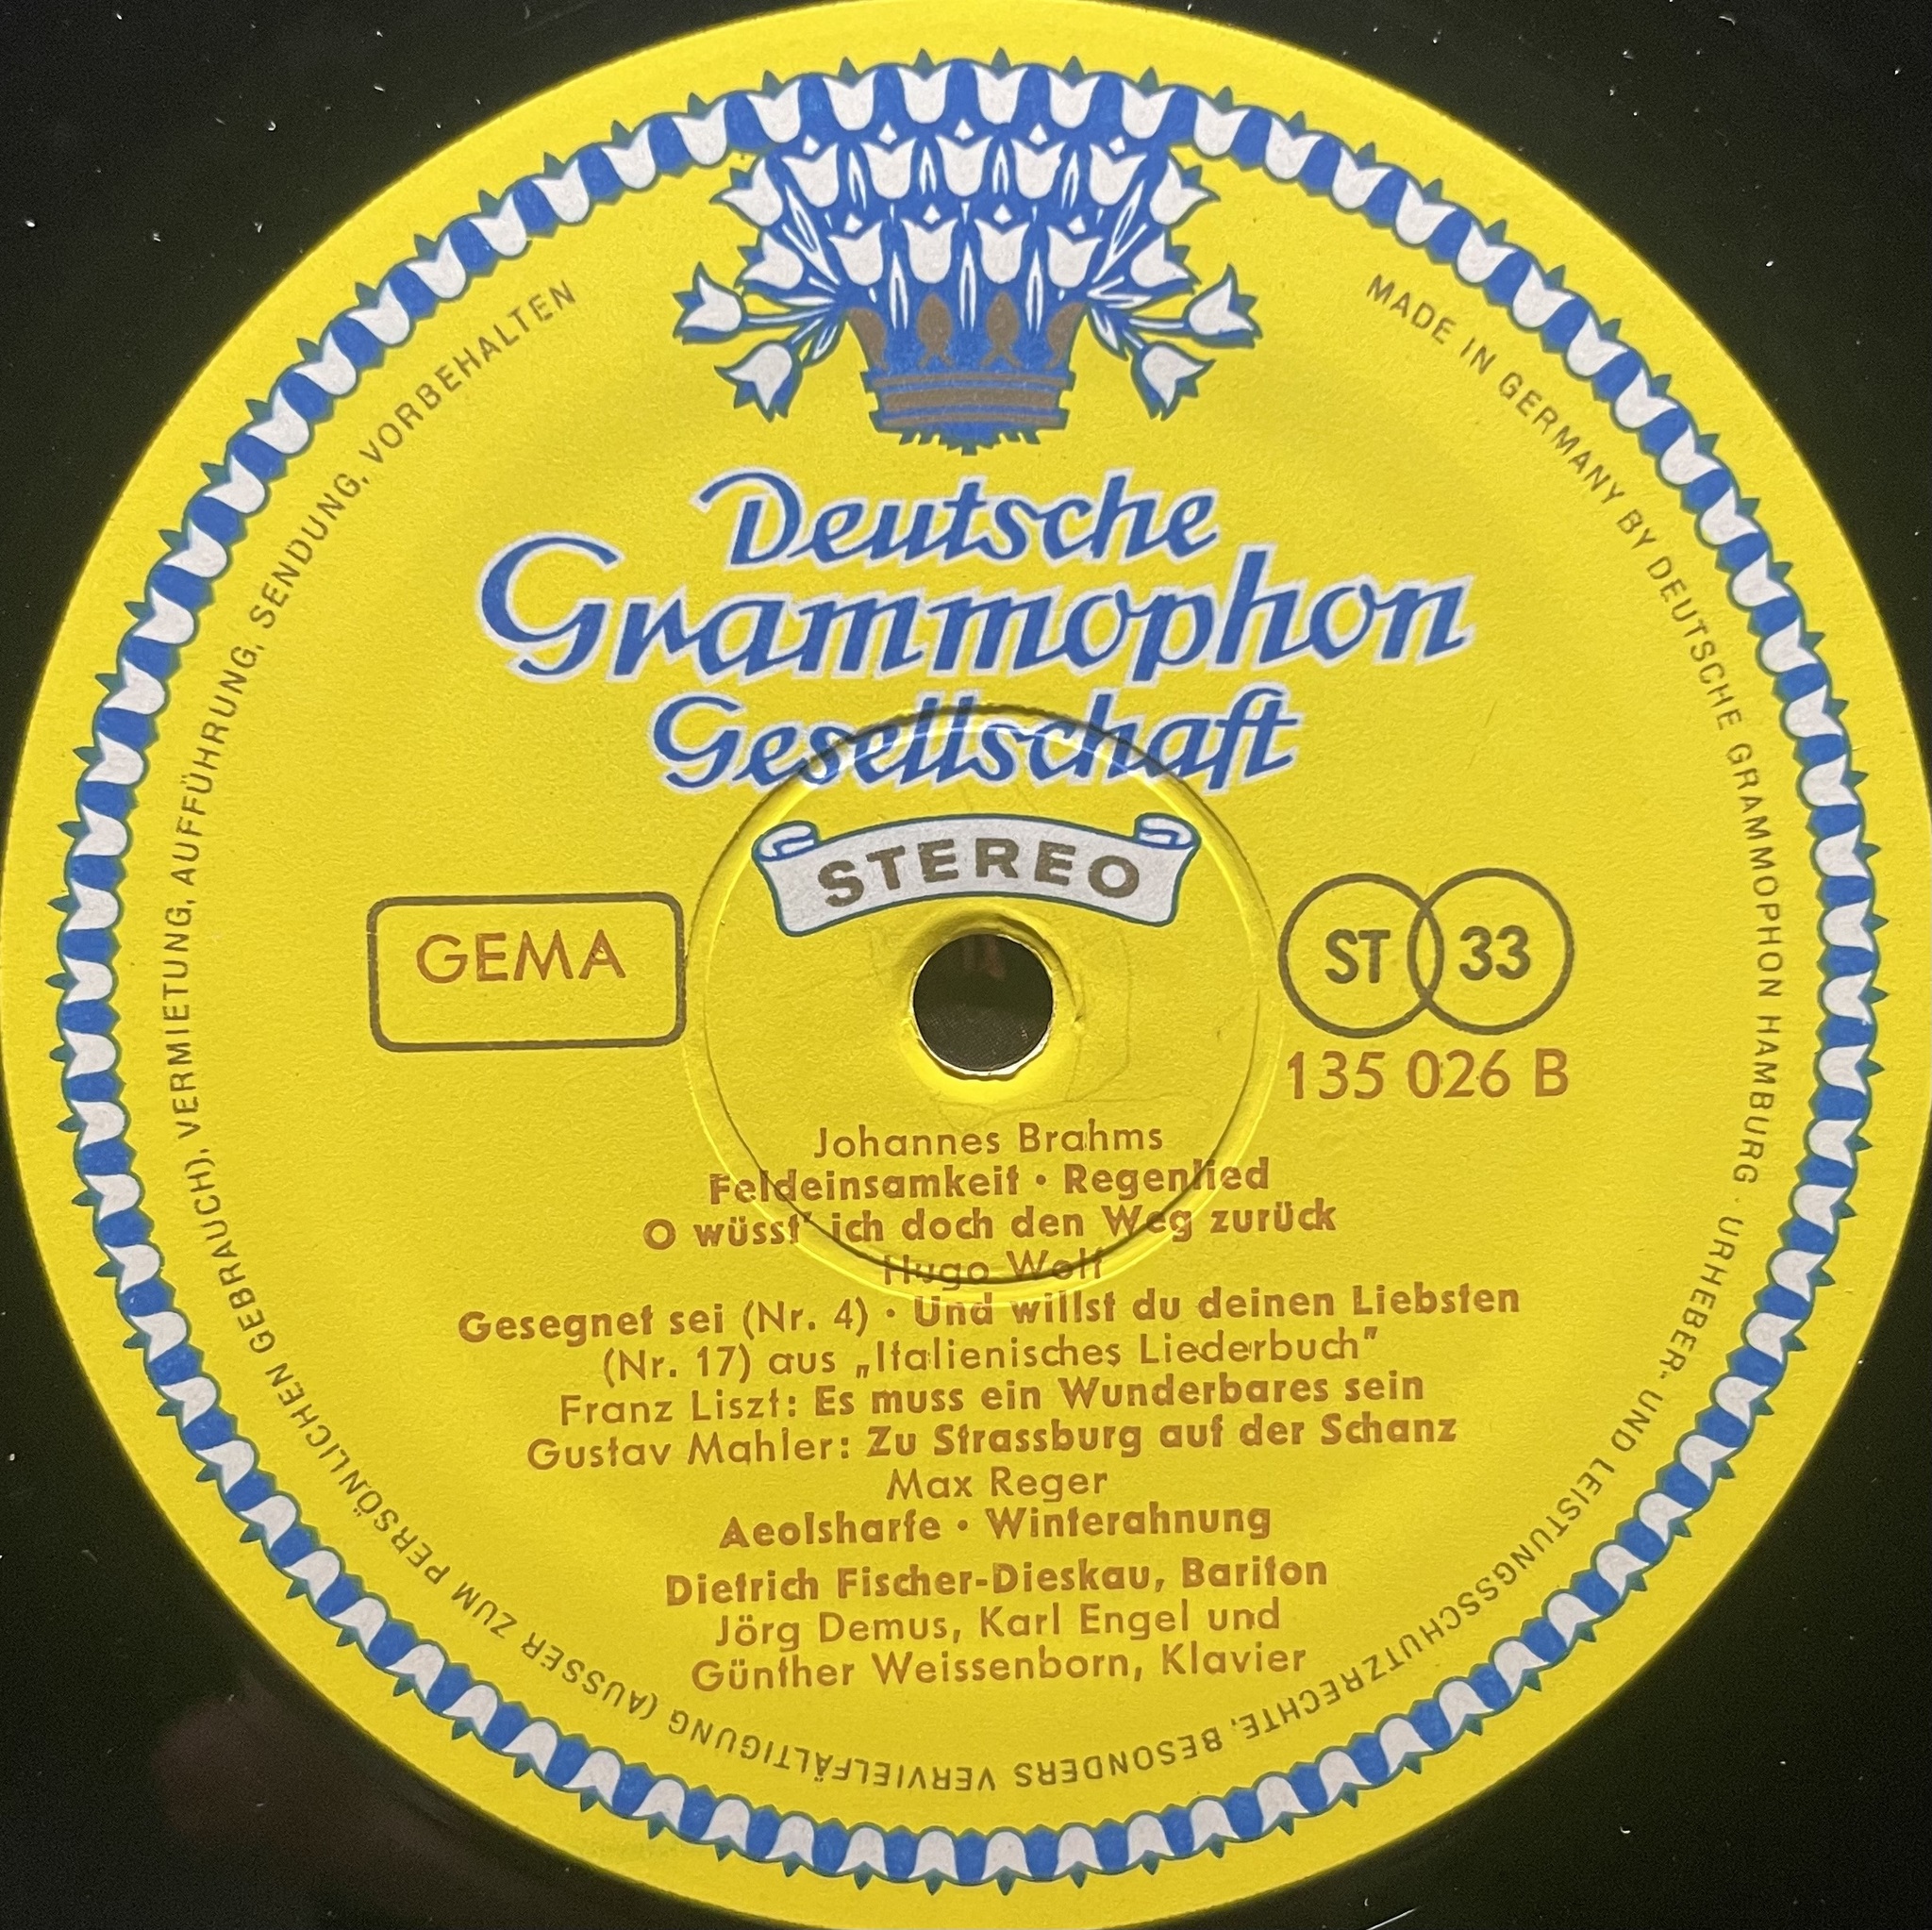 Deutsche
Grammophon
Gesellschaft
STEREO
GEMA
ST 33
135 026 B
Johannes Brahms
Feldeinsamkeit · Regenlied
O wüsst' ich doch den Weg zurück
Hugo Wolf
Gesegnet sei (Nr. 4) · Und willst du deinen Liebsten
(Nr. 17) aus „Italienisches Liederbuch”
Franz Liszt: Es muss ein Wunderbares sein
Gustav Mahler: Zu Strassburg auf der Schanz
Max Reger
Aeolsharfe · Winterahnung
Dietrich Fischer-Dieskau, Bariton
Jörg Demus, Karl Engel und
Günther Weissenborn, Klavier
MADE IN GERMANY BY DEUTSCHE GRAMMOPHON HAMBURG · URHEBER- UND LEISTUNGSSCHUTZRECHTE, BESONDERS VERVIELFÄLTIGUNG (AUSSER ZUM PERSÖNLICHEN GEBRAUCH), VERMIETUNG, AUFFÜHRUNG, SENDUNG, VORBEHALTEN